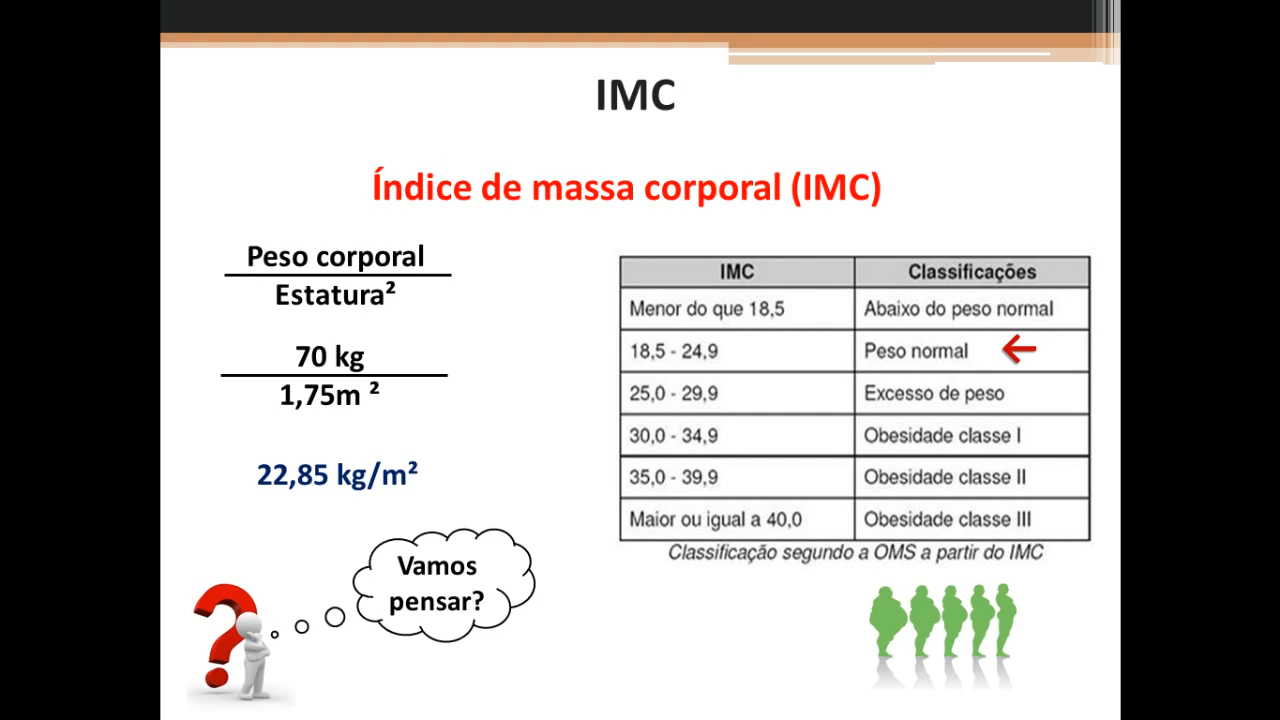 IMC
Índice de massa corporal (IMC)
Peso corporal
Estatura²
70 kg
1,75m ²
22,85 kg/m²
Vamos
pensar?
IMC Classificações
Menor do que 18,5 Abaixo do peso normal
18,5 - 24,9 Peso normal
25,0 - 29,9 Excesso de peso
30,0 - 34,9 Obesidade classe I
35,0 - 39,9 Obesidade classe II
Maior ou igual a 40,0 Obesidade classe III
Classificação segundo a OMS a partir do IMC